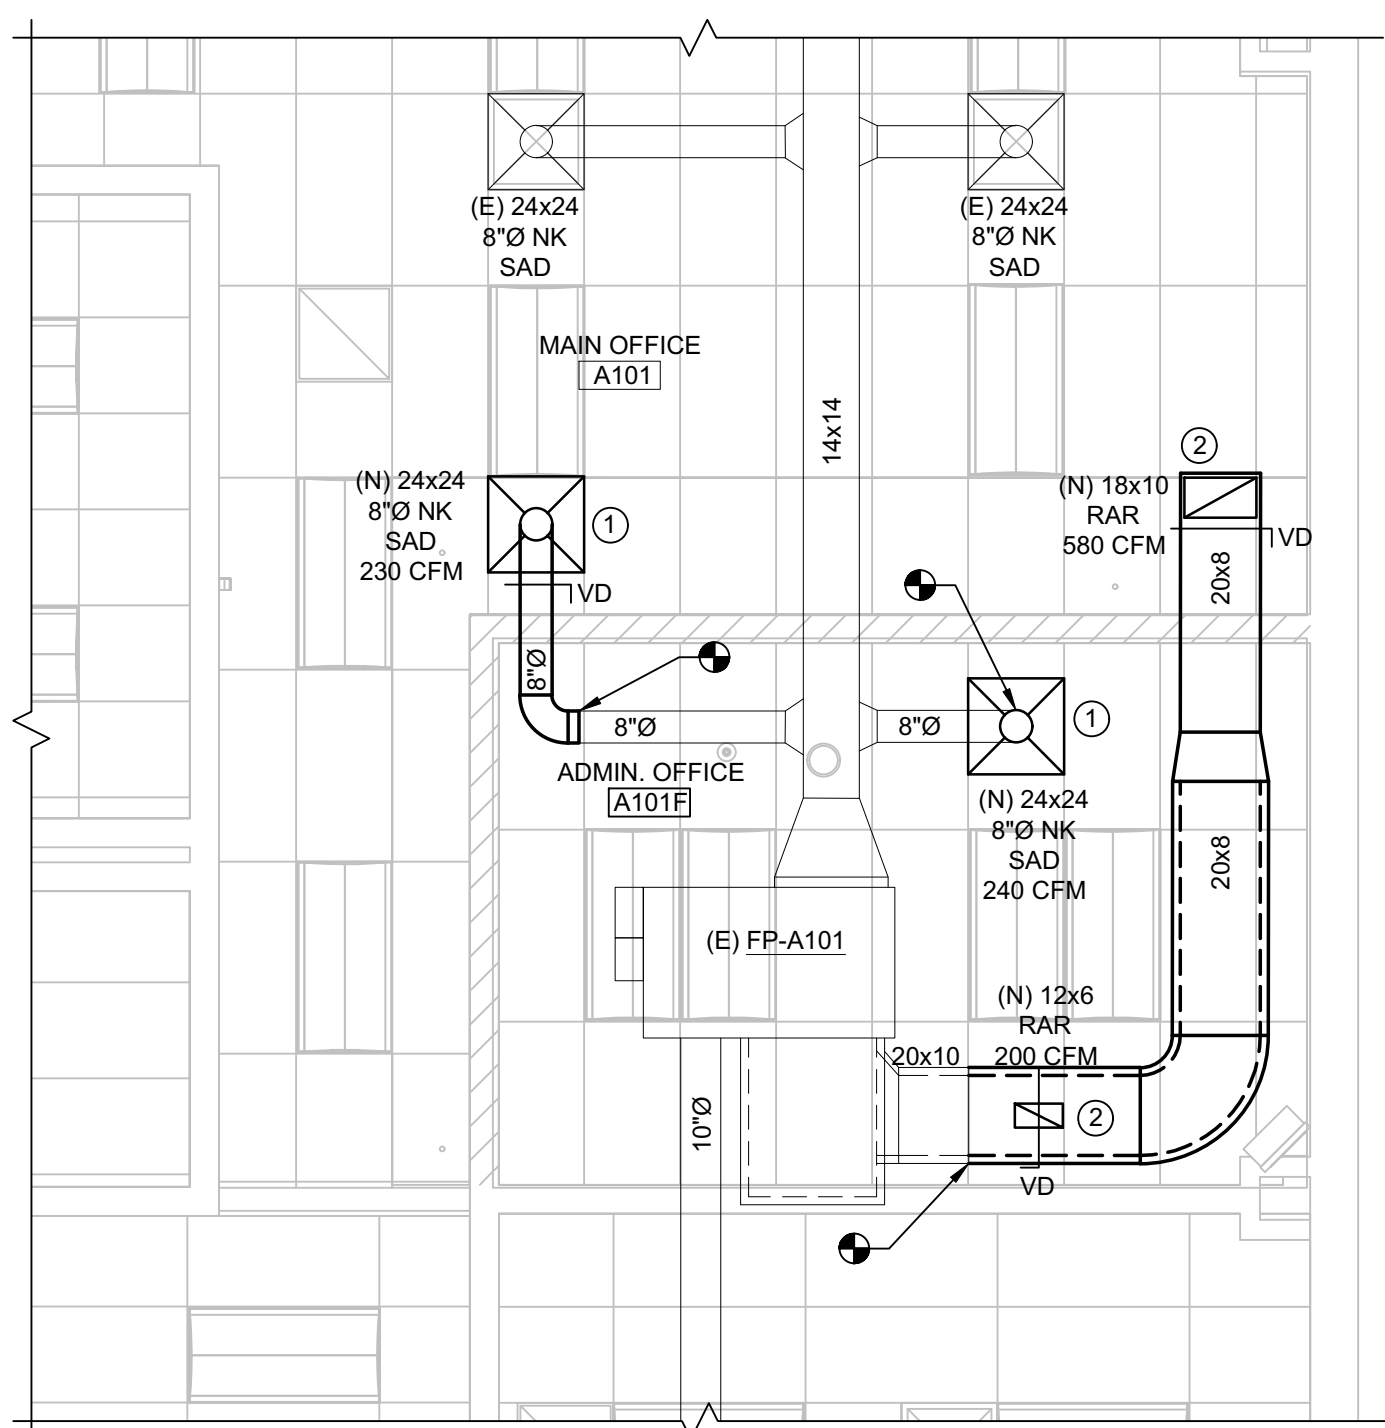 (E) 24x24
8"Ø NK
SAD
(E) 24x24
8"Ø NK
SAD
MAIN OFFICE
A101
14x14
(N) 24x24
8"Ø NK
SAD
230 CFM
1
VD
2
(N) 18x10
RAR
580 CFM
VD
20x8
8"Ø
8"Ø
8"Ø
1
ADMIN. OFFICE
A101F
(N) 24x24
8"Ø NK
SAD
240 CFM
20x8
(E) FP-A101
(N) 12x6
RAR
200 CFM
20x10
2
VD
10"Ø